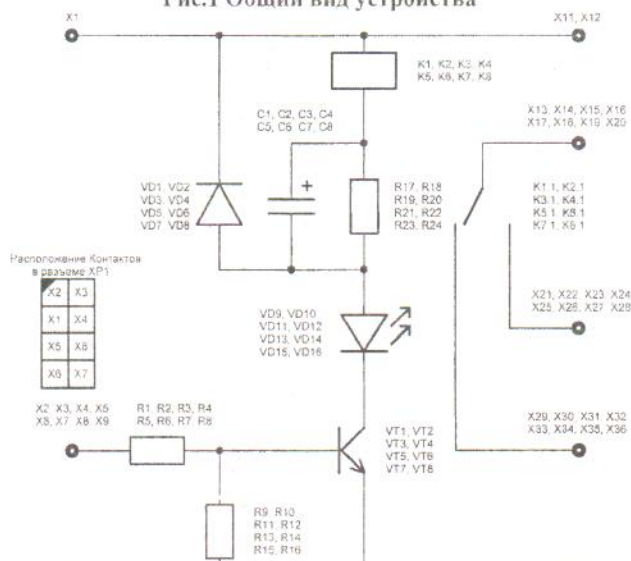 Рис.1 Общий вид устройства
X1
X11, X12
K1, K2, K3, K4
K5, K6, K7, K8
C1, C2, C3, C4
C5, C6, C7, C8
X13, X14, X15, X16
X17, X18, X19, X20
+
VD1, VD2
VD3, VD4
VD5, VD6
VD7, VD8
R17, R18
R19, R20
R21, R22
R23, R24
K1.1, K2.1
K3.1, K4.1
K5.1, K6.1
K7.1, K8.1
Расположение Контактов
в разъеме XP1
X2 X3
X1 X4
X5 X8
X6 X7
X21, X22, X23, X24
X25, X26, X27, X28
VD9, VD10
VD11, VD12
VD13, VD14
VD15, VD16
X2, X3, X4, X5
X6, X7, X8, X9
R1, R2, R3, R4
R5, R6, R7, R8
VT1, VT2
VT3, VT4
VT5, VT6
VT7, VT8
X29, X30, X31, X32
X33, X34, X35, X36
R9, R10
R11, R12
R13, R14
R15, R16